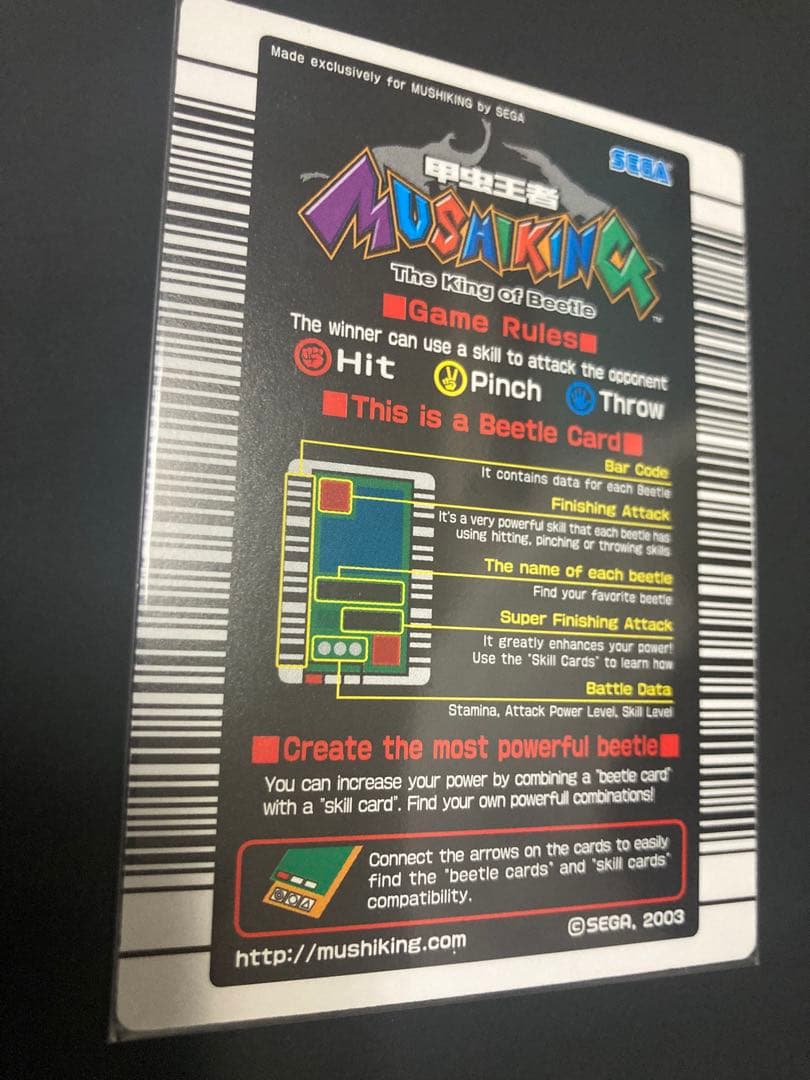 Made exclusively for MUSHIKING by SEGA
SEGA
甲虫王者
MUSHIKING
The King of Beetle
TM
■Game Rules■
The winner can use a skill to attack the opponent
Hit Pinch Throw
■This is a Beetle Card■
Bar Code
It contains data for each Beetle
Finishing Attack
It's a very powerful skill that each beetle has
using hitting, pinching or throwing skills
The name of each beetle
Find your favorite beetle
Super Finishing Attack
It greatly enhances your power!
Use the "Skill Cards" to learn how
Battle Data
Stamina, Attack Power Level, Skill Level
■Create the most powerful beetle■
You can increase your power by combining a "beetle card"
with a "skill card". Find your own powerfull combinations!
Connect the arrows on the cards to easily
find the "beetle cards" and "skill cards"
compatibility.
©SEGA, 2003
http://mushiking.com